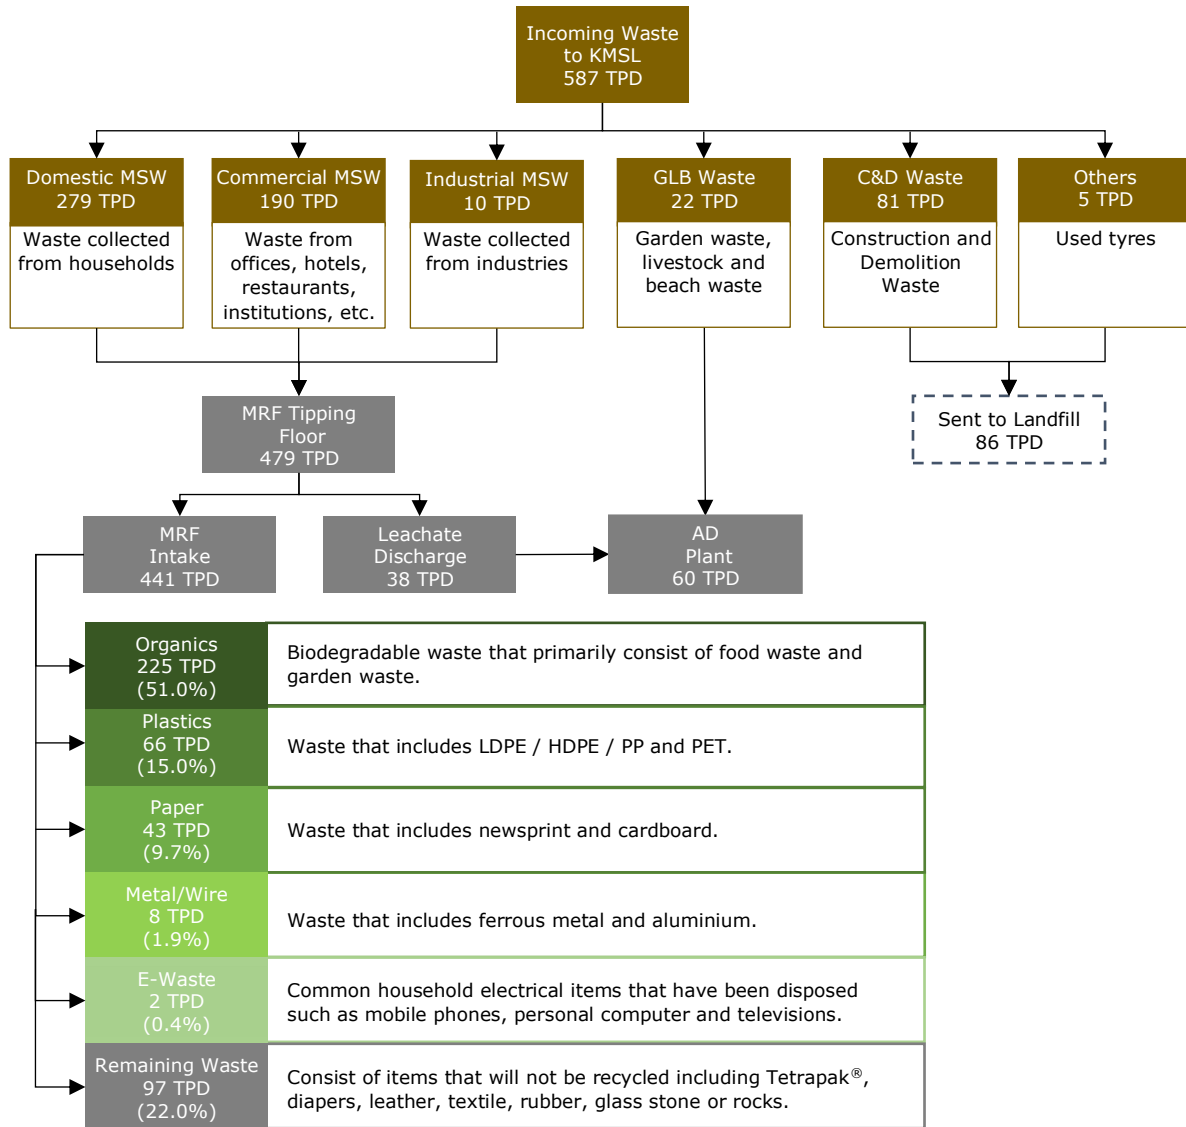 Incoming Waste
to KMSL
587 TPD
Domestic MSW
279 TPD
Waste collected
from households
Commercial MSW
190 TPD
Waste from
offices, hotels,
restaurants,
institutions, etc.
Industrial MSW
10 TPD
Waste collected
from industries
GLB Waste
22 TPD
Garden waste,
livestock and
beach waste
C&D Waste
81 TPD
Construction and
Demolition
Waste
Others
5 TPD
Used tyres
MRF Tipping
Floor
479 TPD
Sent to Landfill
86 TPD
MRF
Intake
441 TPD
Leachate
Discharge
38 TPD
AD
Plant
60 TPD
Organics
225 TPD
(51.0%)
Biodegradable waste that primarily consist of food waste and
garden waste.
Plastics
66 TPD
(15.0%)
Waste that includes LDPE / HDPE / PP and PET.
Paper
43 TPD
(9.7%)
Waste that includes newsprint and cardboard.
Metal/Wire
8 TPD
(1.9%)
Waste that includes ferrous metal and aluminium.
E-Waste
2 TPD
(0.4%)
Common household electrical items that have been disposed
such as mobile phones, personal computer and televisions.
Remaining Waste
97 TPD
(22.0%)
Consist of items that will not be recycled including Tetrapak®,
diapers, leather, textile, rubber, glass stone or rocks.